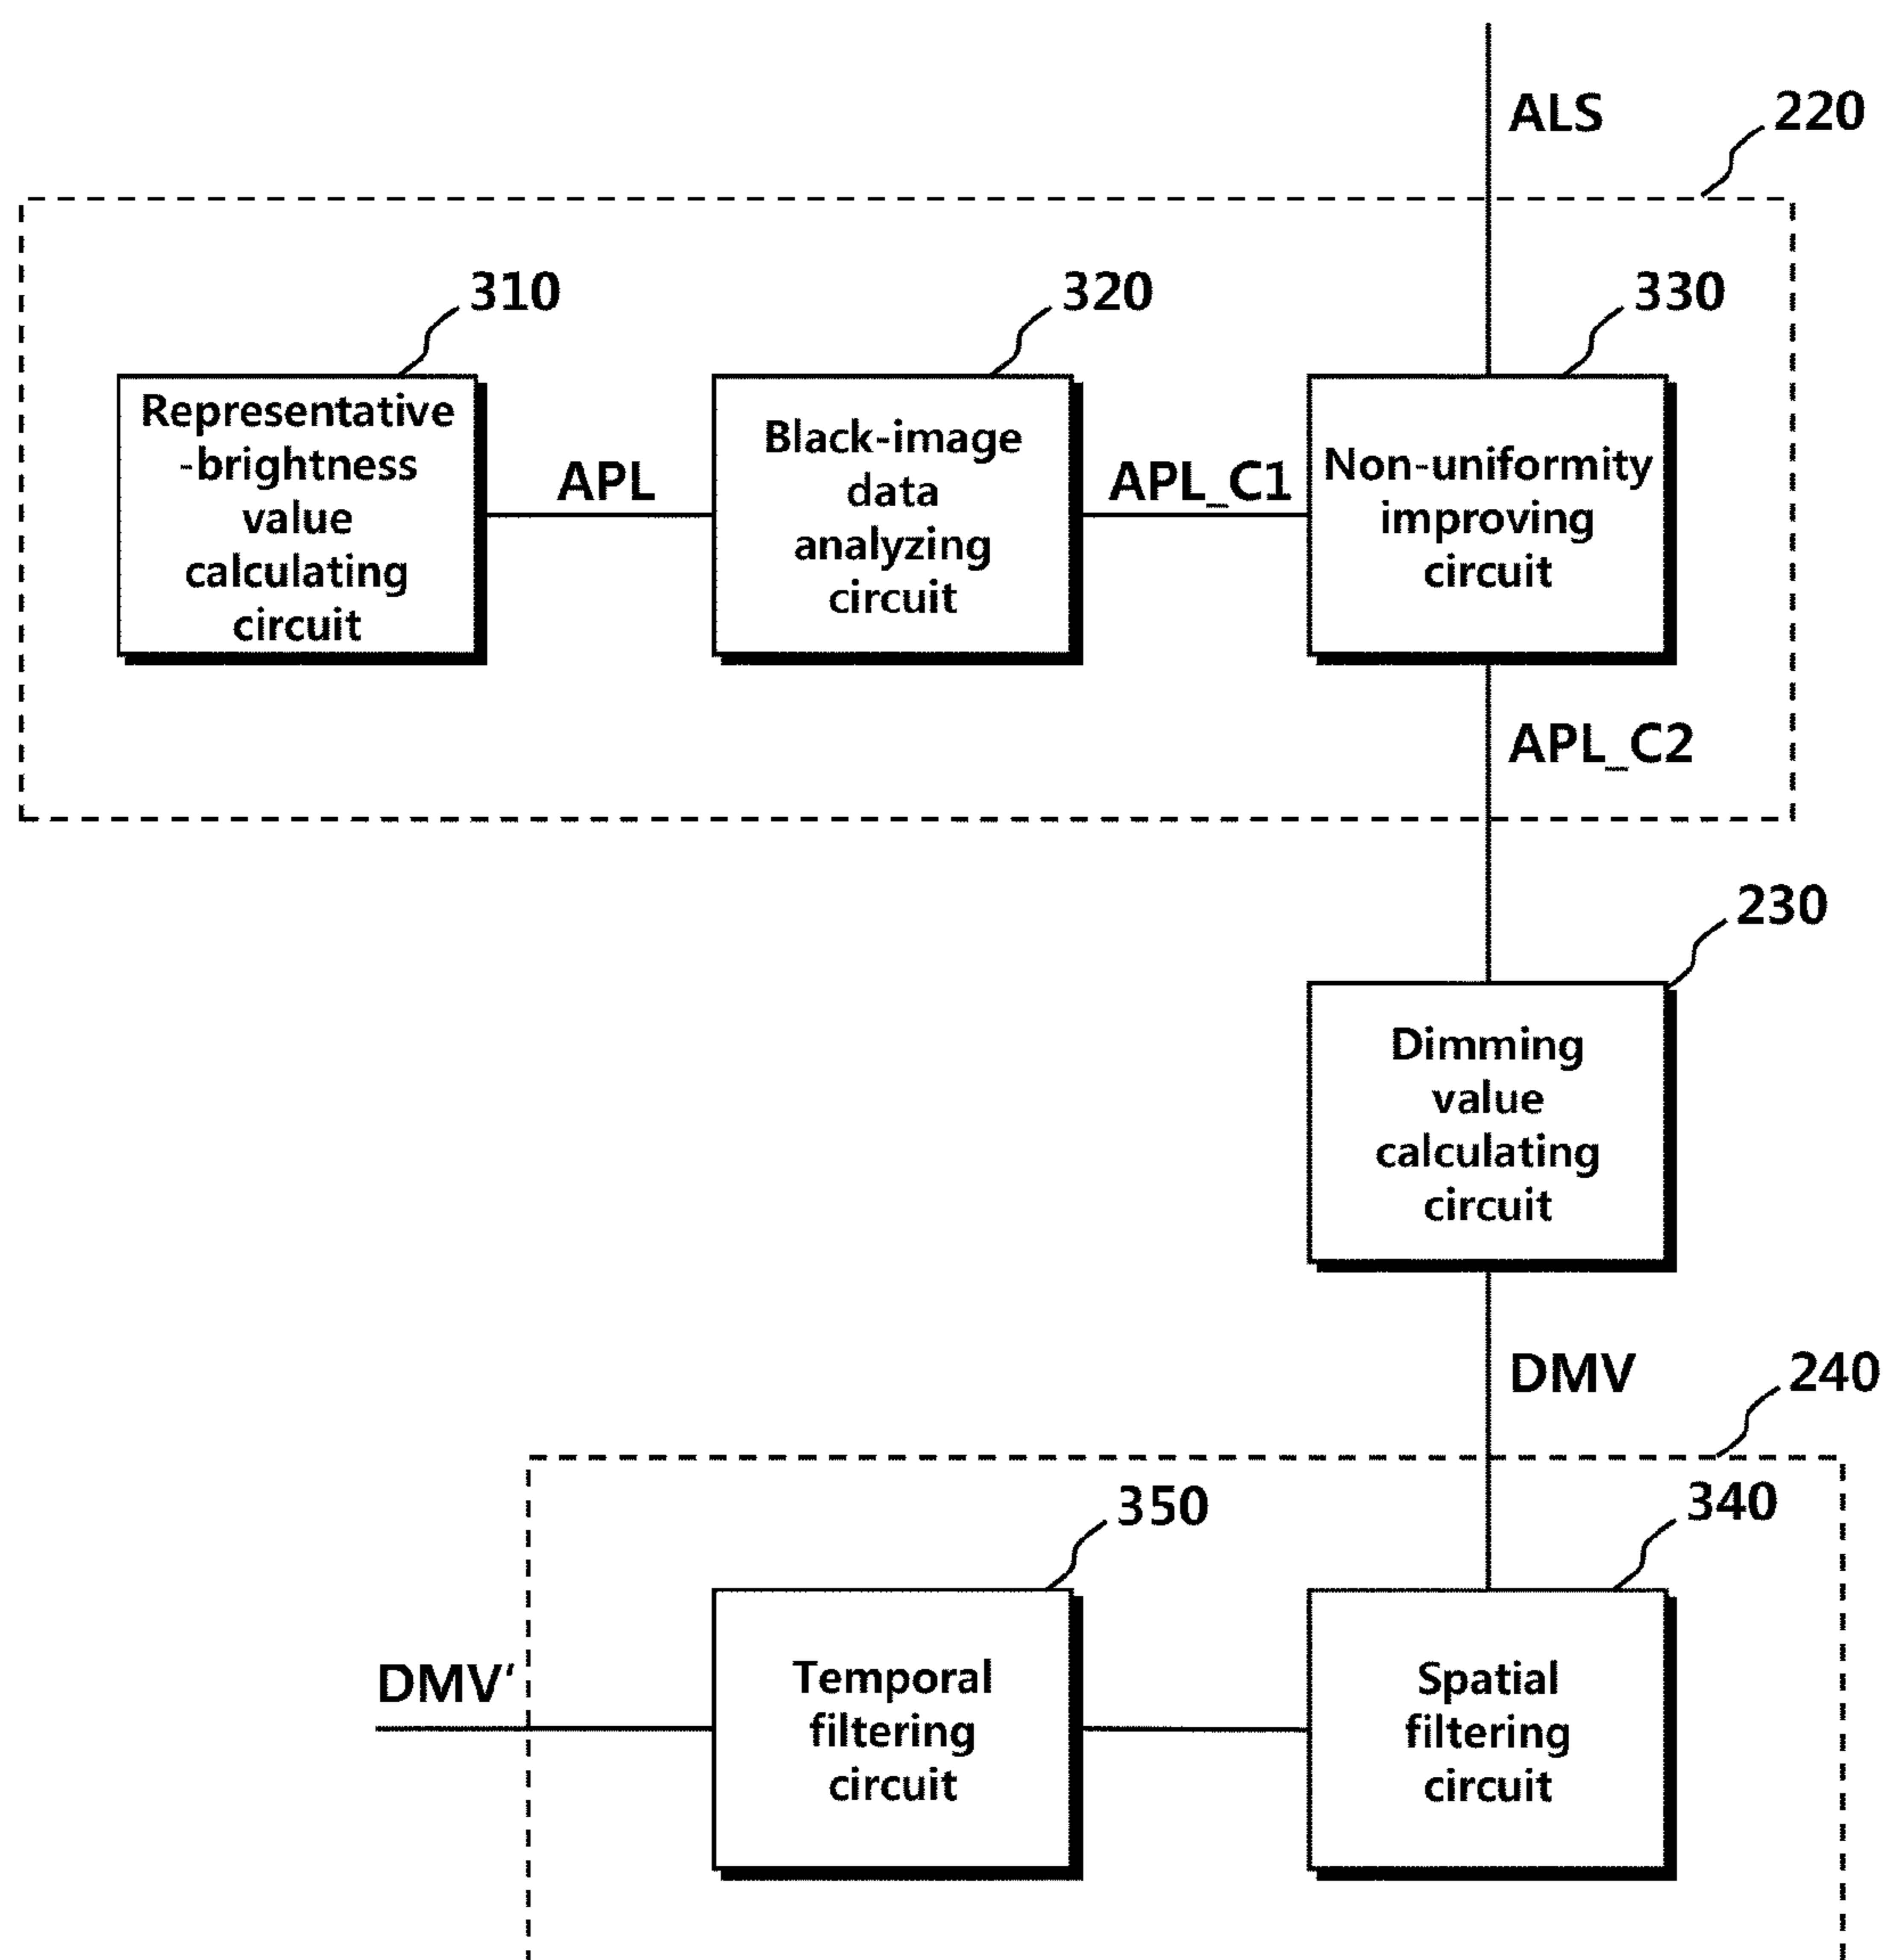 ALS
220
310
320
330
Representative
-brightness
value
calculating
circuit
APL
Black-image
data
analyzing
circuit
APL_C1
Non-uniformity
improving
circuit
APL_C2
230
Dimming
value
calculating
circuit
DMV
240
350
340
DMV‘
Temporal
filtering
circuit
Spatial
filtering
circuit